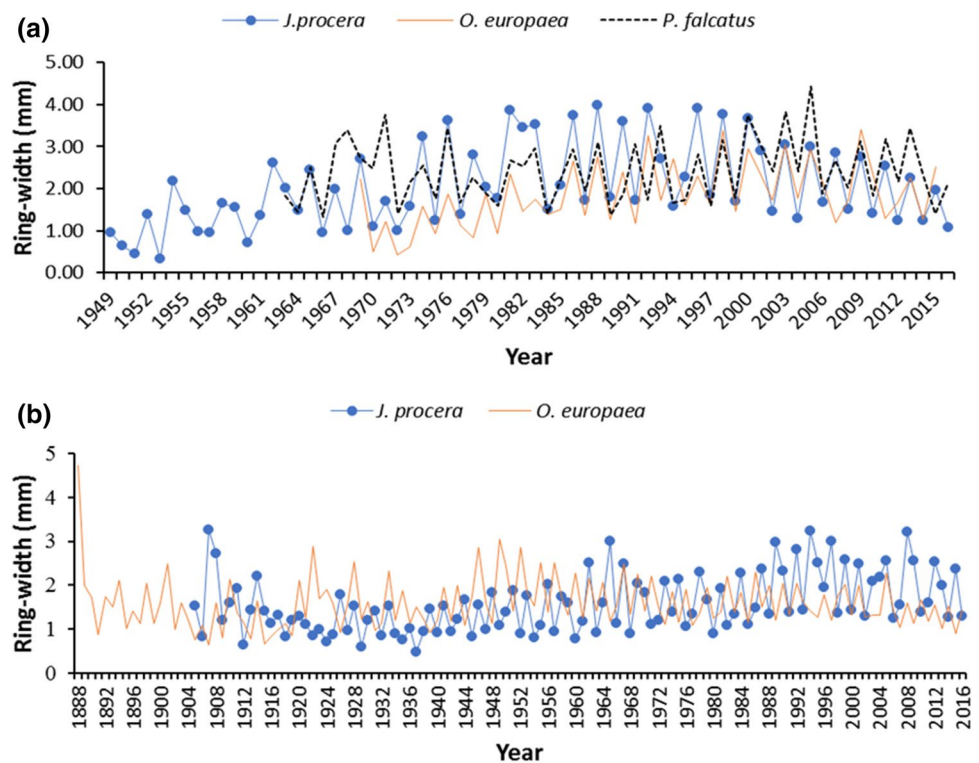 (a)
J.procera O. europaea P. falcatus
Ring-width (mm)
5.00
4.00
3.00
2.00
1.00
0.00
1949 1952 1955 1958 1961 1964 1967 1970 1973 1976 1979 1982 1985 1988 1991 1994 1997 2000 2003 2006 2009 2012 2015
Year
(b)
J. procera O. europaea
Ring-width (mm)
5
4
3
2
1
0
1888 1892 1896 1900 1904 1908 1912 1916 1920 1924 1928 1932 1936 1940 1944 1948 1952 1956 1960 1964 1968 1972 1976 1980 1984 1988 1992 1996 2000 2004 2008 2012 2016
Year